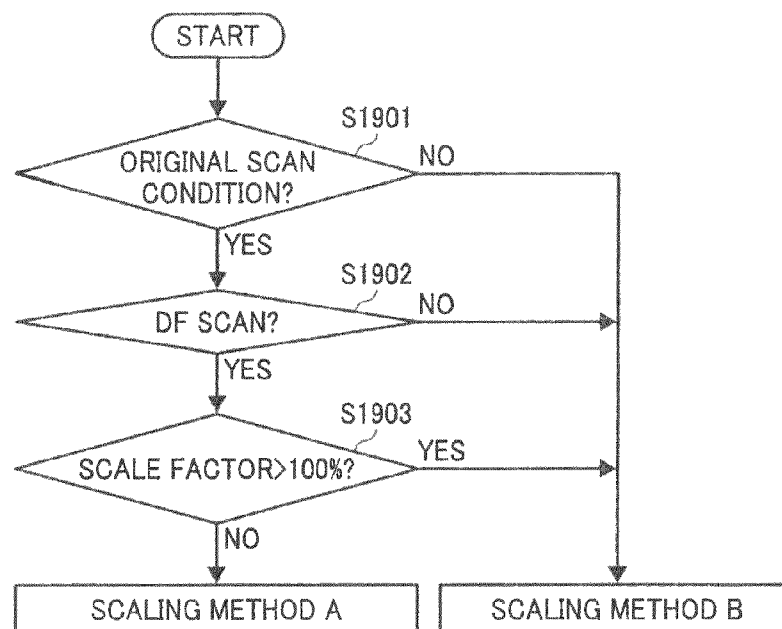 START
S1901
ORIGINAL SCAN
CONDITION?
NO
YES
S1902
DF SCAN?
NO
YES
S1903
SCALE FACTOR>100%?
YES
NO
SCALING METHOD A
SCALING METHOD B